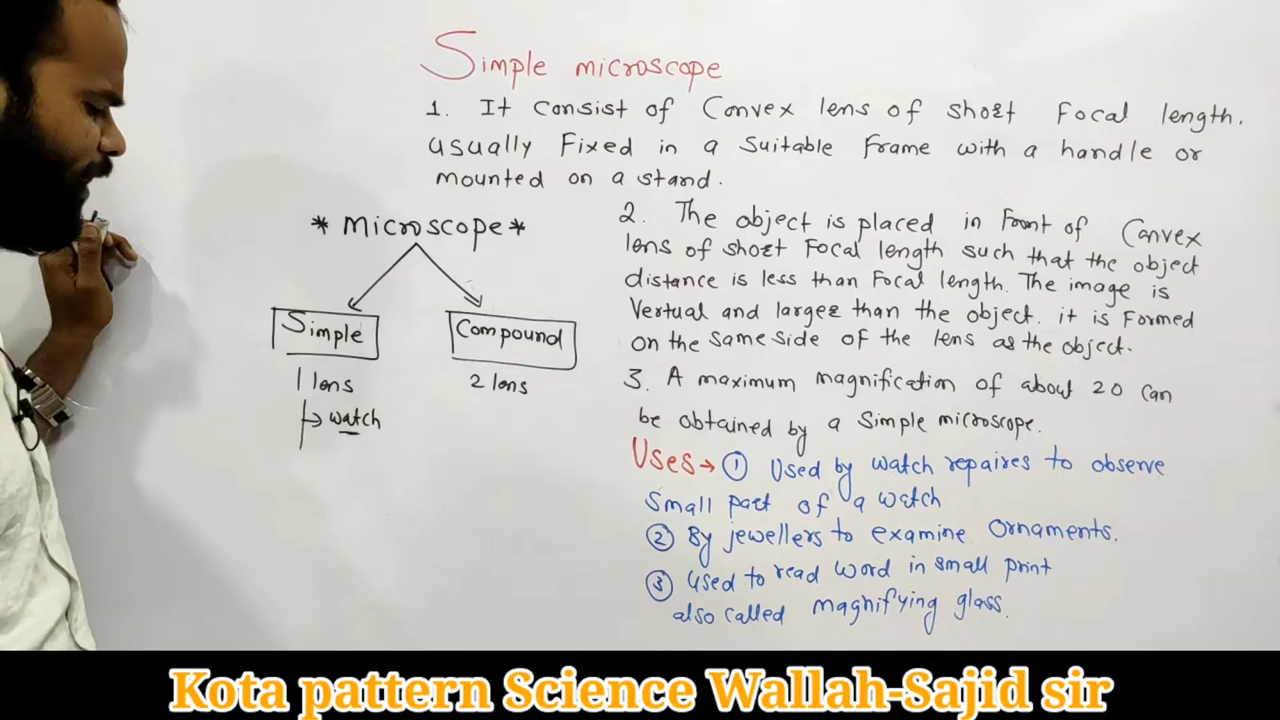 Simple microscope
1. It consist of Convex lens of short Focal length.
usually Fixed in a suitable frame with a handle or
mounted on a stand.
* Microscope *
Simple
Compound
1 lens
2 lens
watch
2. The object is placed in Front of Convex
lens of short Focal length such that the object
distance is less than Focal length. The image is
Vertual and larger than the object. it is Formed
on the same side of the lens as the object.
3. A maximum magnification of about 20 can
be obtained by a Simple microscope.
Uses → ① Used by watch repaires to observe
Small part of a watch
② By jewellers to examine Ornaments.
③ Used to read word in small print
also called magnifying glass.
Kota pattern Science Wallah-Sajid sir